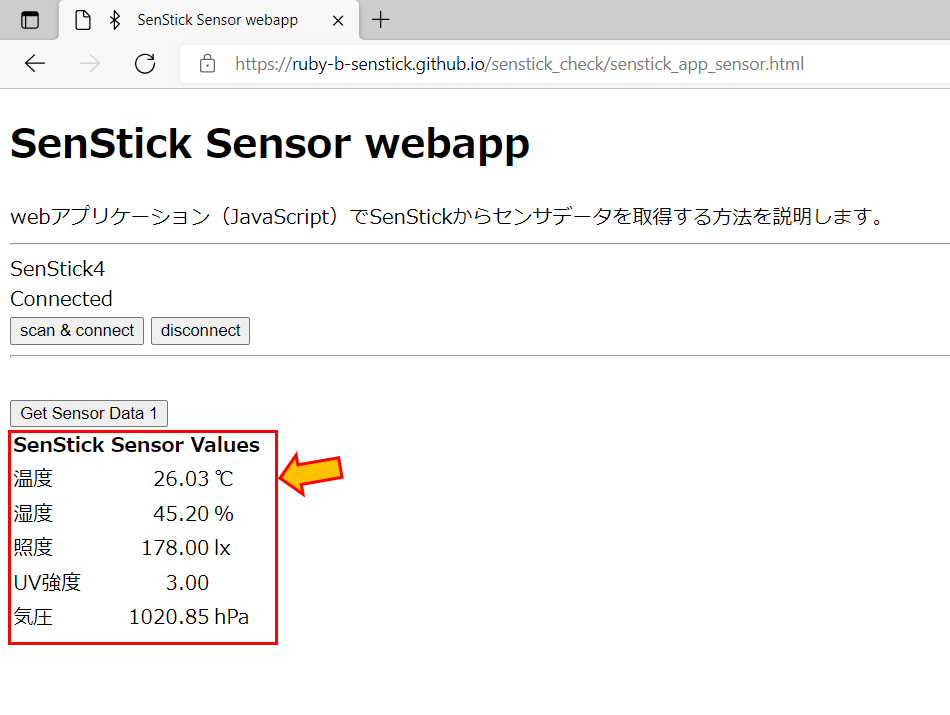 SenStick Sensor webapp
https://ruby-b-senstick.github.io/senstick_check/senstick_app_sensor.html
SenStick Sensor webapp
webアプリケーション（JavaScript）でSenStickからセンサデータを取得する方法を説明します。
SenStick4
Connected
scan & connect disconnect
Get Sensor Data 1
SenStick Sensor Values
温度 26.03 ℃
湿度 45.20 %
照度 178.00 lx
UV強度 3.00
気圧 1020.85 hPa